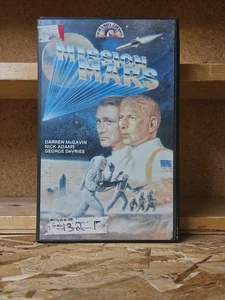 MISSION
MARS
DARREN McGAVIN
NICK ADAMS
GEORGE DeVRIES